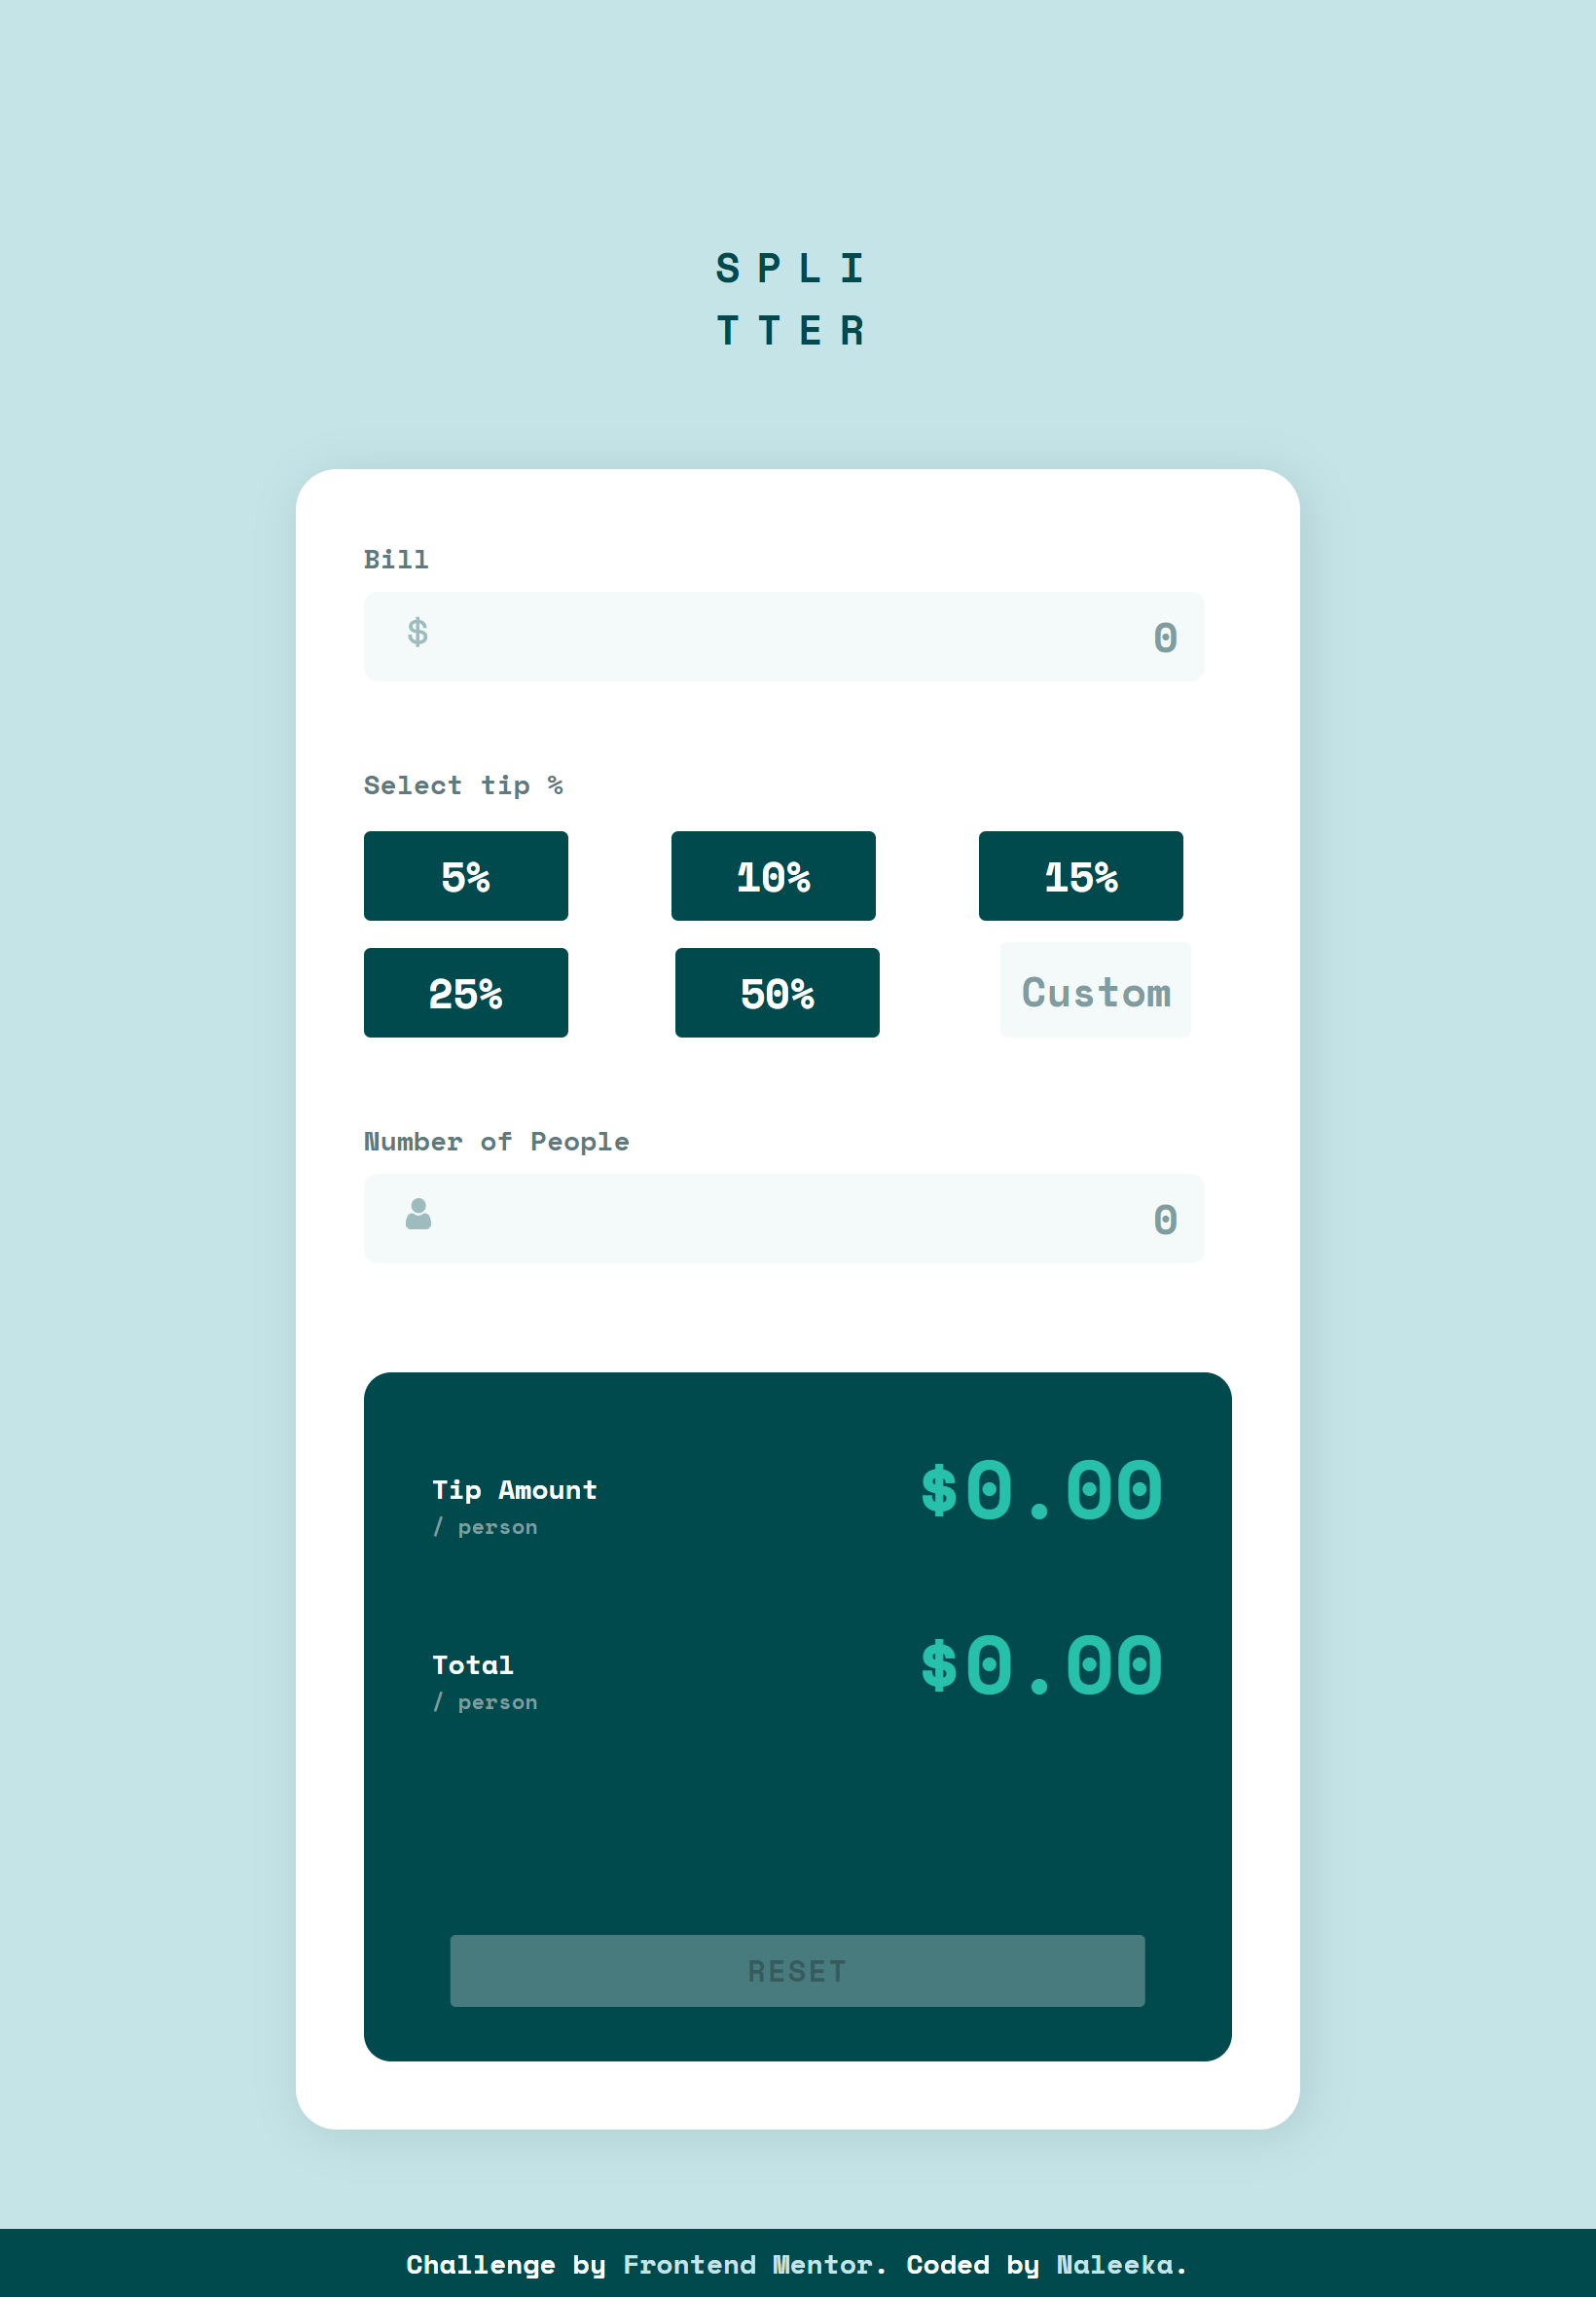 S P L I
T T E R
Bill
$ 0
Select tip %
5% 10% 15%
25% 50% Custom
Number of People
0
Tip Amount $0.00
/ person
Total $0.00
/ person
RESET
Challenge by Frontend Mentor. Coded by Naleeka.